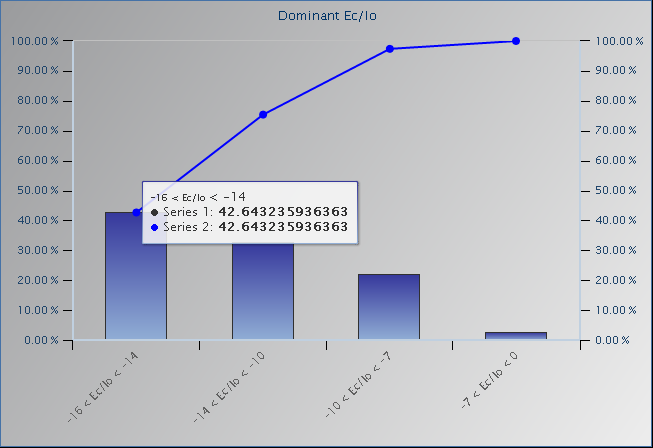 Dominant Ec/Io
100.00 % 100.00 %
90.00 % 90.00 %
80.00 % 80.00 %
70.00 % 70.00 %
60.00 % 60.00 %
50.00 % 50.00 %
-16 < Ec/Io < -14
Series 1: 42.643235936363
Series 2: 42.643235936363
40.00 % 40.00 %
30.00 % 30.00 %
20.00 % 20.00 %
10.00 % 10.00 %
0.00 % 0.00 %
-16 < Ec/Io < -14
-14 < Ec/Io < -10
-10 < Ec/Io < -7
-7 < Ec/Io < 0